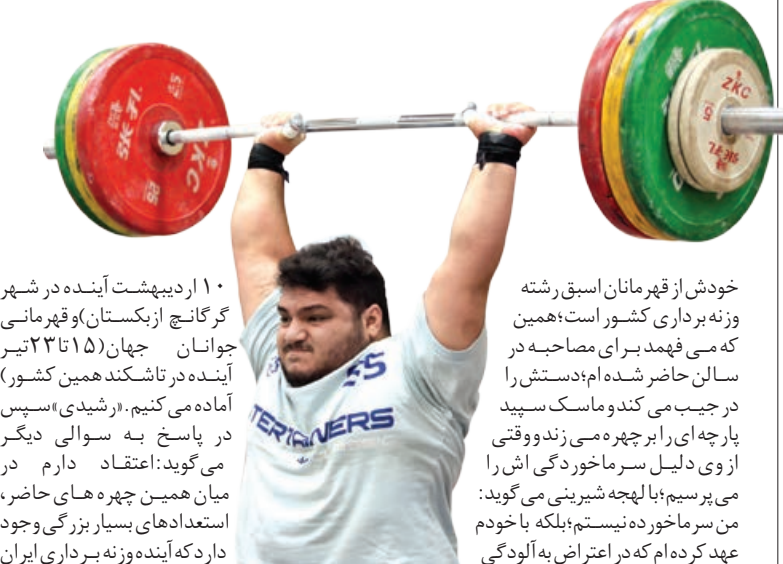 خودش از قهرمانان اسبق رشته
وزنه برداری کشور است؛همین
که می فهمد برای مصاحبه در
سالن حاضر شده ام؛دستش را
در جیب می کند و ماسک سپید
پارچه ای را بر چهره می زند و وقتی
از وی دلیل سرماخوردگی اش را
می پرسیم؛با لهجه شیرینی می گوید:
من سرماخورده نیستم؛بلکه با خودم
عهد کرده ام که در اعتراض به آلودگی
۱۰ اردیبهشت آینده در شهر
گرگانچ ازبکستان)و قهرمانی
جوانان جهان(۱۵تا۲۳تیر
آینده در تاشکند همین کشور)
آماده می کنیم.«رشیدی»سپس
در پاسخ به سوالی دیگر
می گوید:اعتقاد دارم در
میان همین چهره های حاضر،
استعدادهای بسیار بزرگی وجود
دارد که آینده وزنه برداری ایران
ZKC
25
ZKC